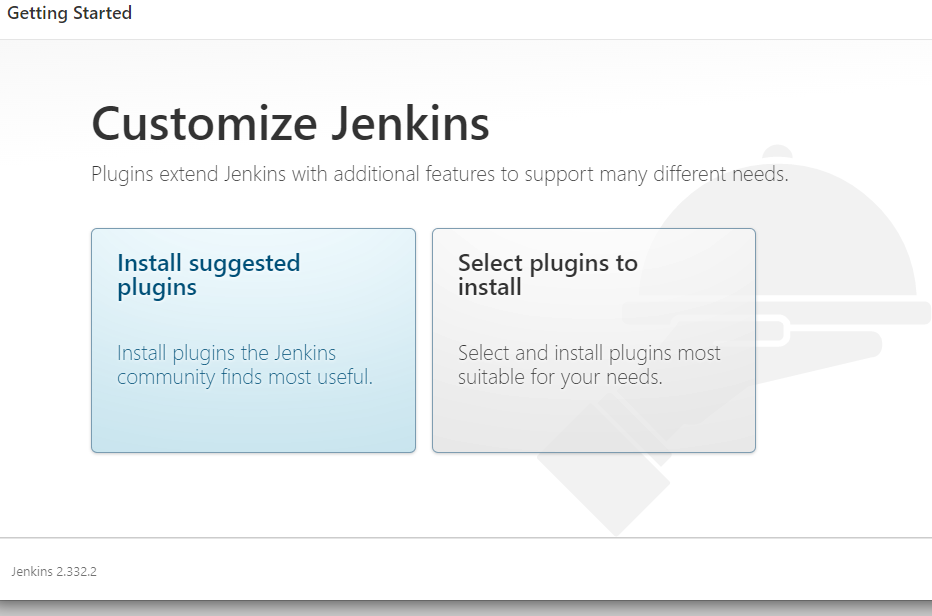 Getting Started
Customize Jenkins
Plugins extend Jenkins with additional features to support many different needs.
Install suggested
plugins
Install plugins the Jenkins
community finds most useful.
Select plugins to
install
Select and install plugins most
suitable for your needs.
Jenkins 2.332.2